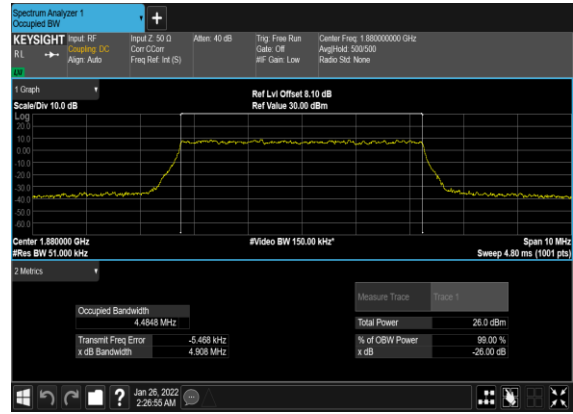 Spectrum Analyzer 1
Occupied BW
+
KEYSIGHT Input: RF Input Z: 50 Ω Atten: 40 dB Trig: Free Run Center Freq: 1.880000000 GHz
RL Coupling: DC Corr CCorr Gate: Off Avg|Hold: 500/500
Align: Auto Freq Ref: Int (S) #IF Gain: Low Radio Std: None
LXI
1 Graph
Scale/Div 10.0 dB Ref Lvl Offset 8.10 dB
Ref Value 30.00 dBm
Log
20.0
10.0
0.00
-10.0
-20.0
-30.0
-40.0
-50.0
-60.0
Center 1.880000 GHz #Video BW 150.00 kHz* Span 10 MHz
#Res BW 51.000 kHz Sweep 4.80 ms (1001 pts)
2 Metrics
Measure Trace Trace 1
Occupied Bandwidth
4.4848 MHz Total Power 26.0 dBm
Transmit Freq Error -5.468 kHz % of OBW Power 99.00 %
x dB Bandwidth 4.908 MHz x dB -26.00 dB
? Jan 26, 2022
2:26:55 AM